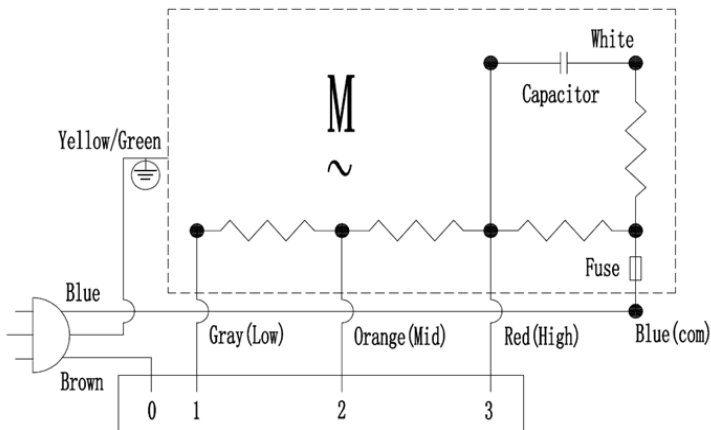 White
Capacitor
M
~
Yellow/Green
Fuse
Blue
Gray(Low)
Orange(Mid)
Red(High)
Blue(com)
Brown
0
1
2
3